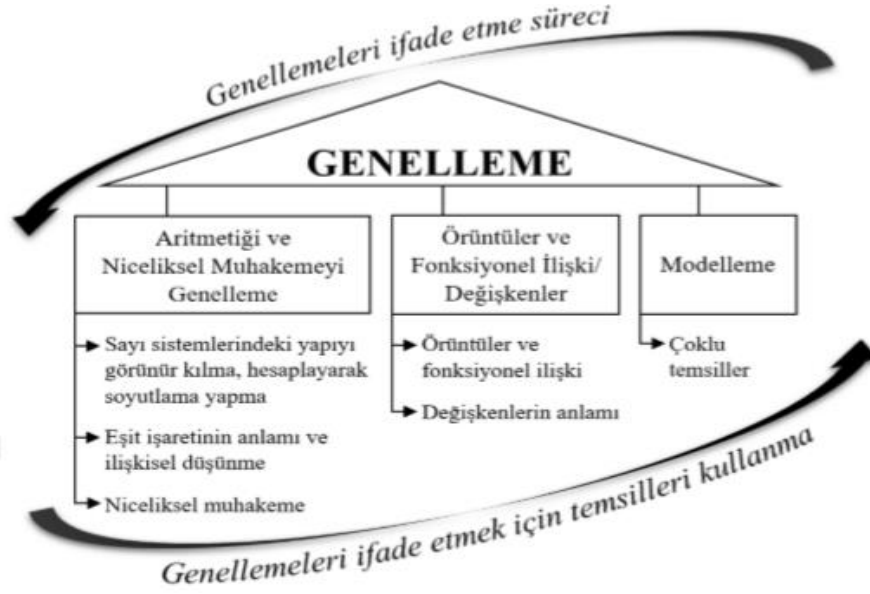 Genellemeleri ifade etme süreci
GENELLEME
Aritmetiği ve
Niceliksel Muhakemeyi
Genelleme
Sayı sistemlerindeki yapıyı
görünür kılma, hesaplayarak
soyutlama yapma
Eşit işaretinin anlamı ve
ilişkisel düşünme
Niceliksel muhakeme
Örüntüler ve
Fonksiyonel İlişki/
Değişkenler
Örüntüler ve
fonksiyonel ilişki
Değişkenlerin anlamı
Modelleme
Çoklu
temsiller
Genellemeleri ifade etmek için temsilleri kullanma